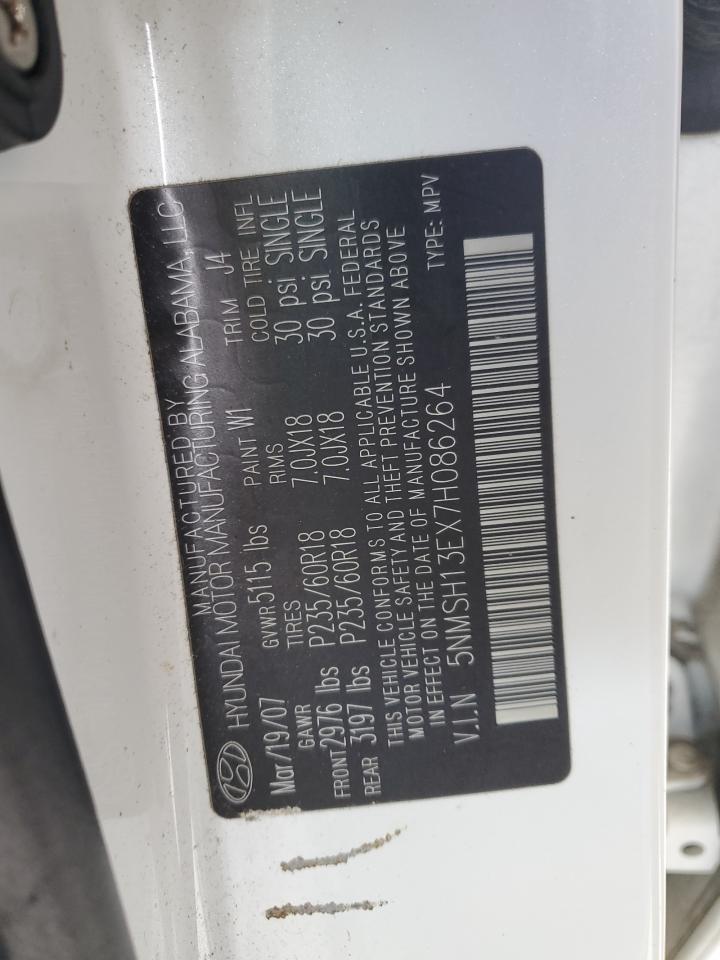 MANUFACTURED BY
HYUNDAI MOTOR MANUFACTURING ALABAMA, LLC
Mar/19/07 GVWR 5115 lbs PAINT W1 TRIM J4
GAWR TIRES RIMS COLD TIRE INFL
FRONT 2976 lbs P235/60R18 7.0JX18 30 psi SINGLE
REAR 3197 lbs P235/60R18 7.0JX18 30 psi SINGLE
THIS VEHICLE CONFORMS TO ALL APPLICABLE U.S.A. FEDERAL
MOTOR VEHICLE SAFETY AND THEFT PREVENTION STANDARDS
IN EFFECT ON THE DATE OF MANUFACTURE SHOWN ABOVE
V.I.N 5NMSH13EX7H086264 TYPE: MPV